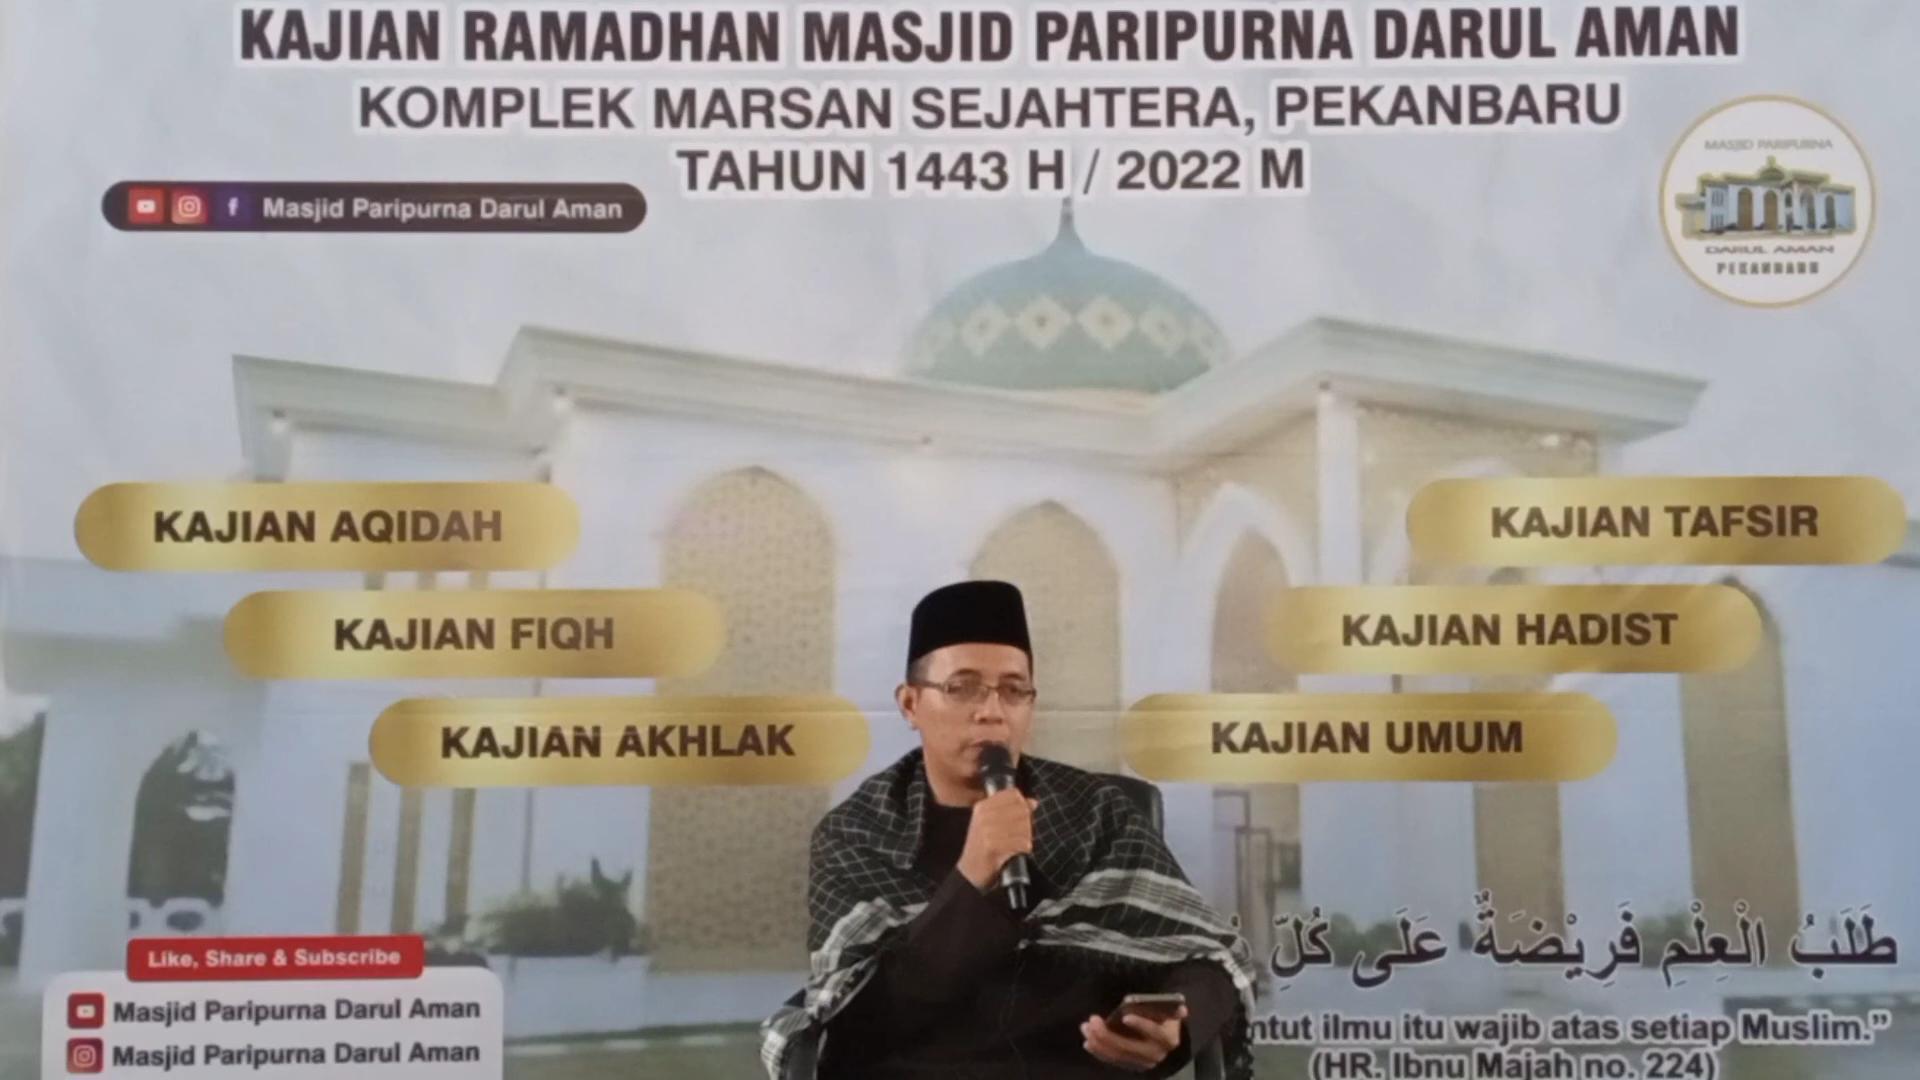 KAJIAN RAMADHAN MASJID PARIPURNA DARUL AMAN
KOMPLEK MARSAN SEJAHTERA, PEKANBARU
TAHUN 1443 H / 2022 M
Masjid Paripurna Darul Aman
MASJID PARIPURNA
DARUL AMAN
PEKANBARU
KAJIAN AQIDAH
KAJIAN FIQH
KAJIAN AKHLAK
KAJIAN TAFSIR
KAJIAN HADIST
KAJIAN UMUM
Like, Share & Subscribe
Masjid Paripurna Darul Aman
Masjid Paripurna Darul Aman
طَلَبُ الْعِلْمِ فَرِيْضَةٌ عَلَى كُلِّ
ilmu itu wajib atas setiap Muslim.”
(HR. Ibnu Majah no. 224)